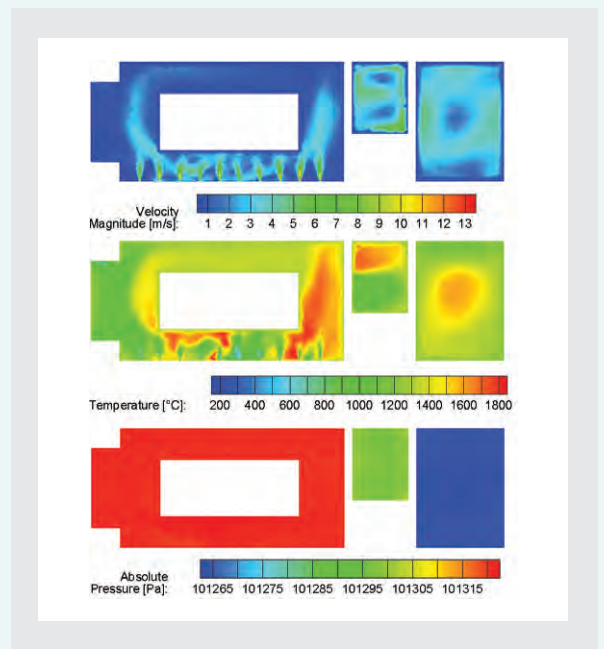 Velocity
Magnitude [m/s]:
1 2 3 4 5 6 7 8 9 10 11 12 13
Temperature [°C]:
200 400 600 800 1000 1200 1400 1600 1800
Absolute
Pressure [Pa]:
101265 101275 101285 101295 101305 101315